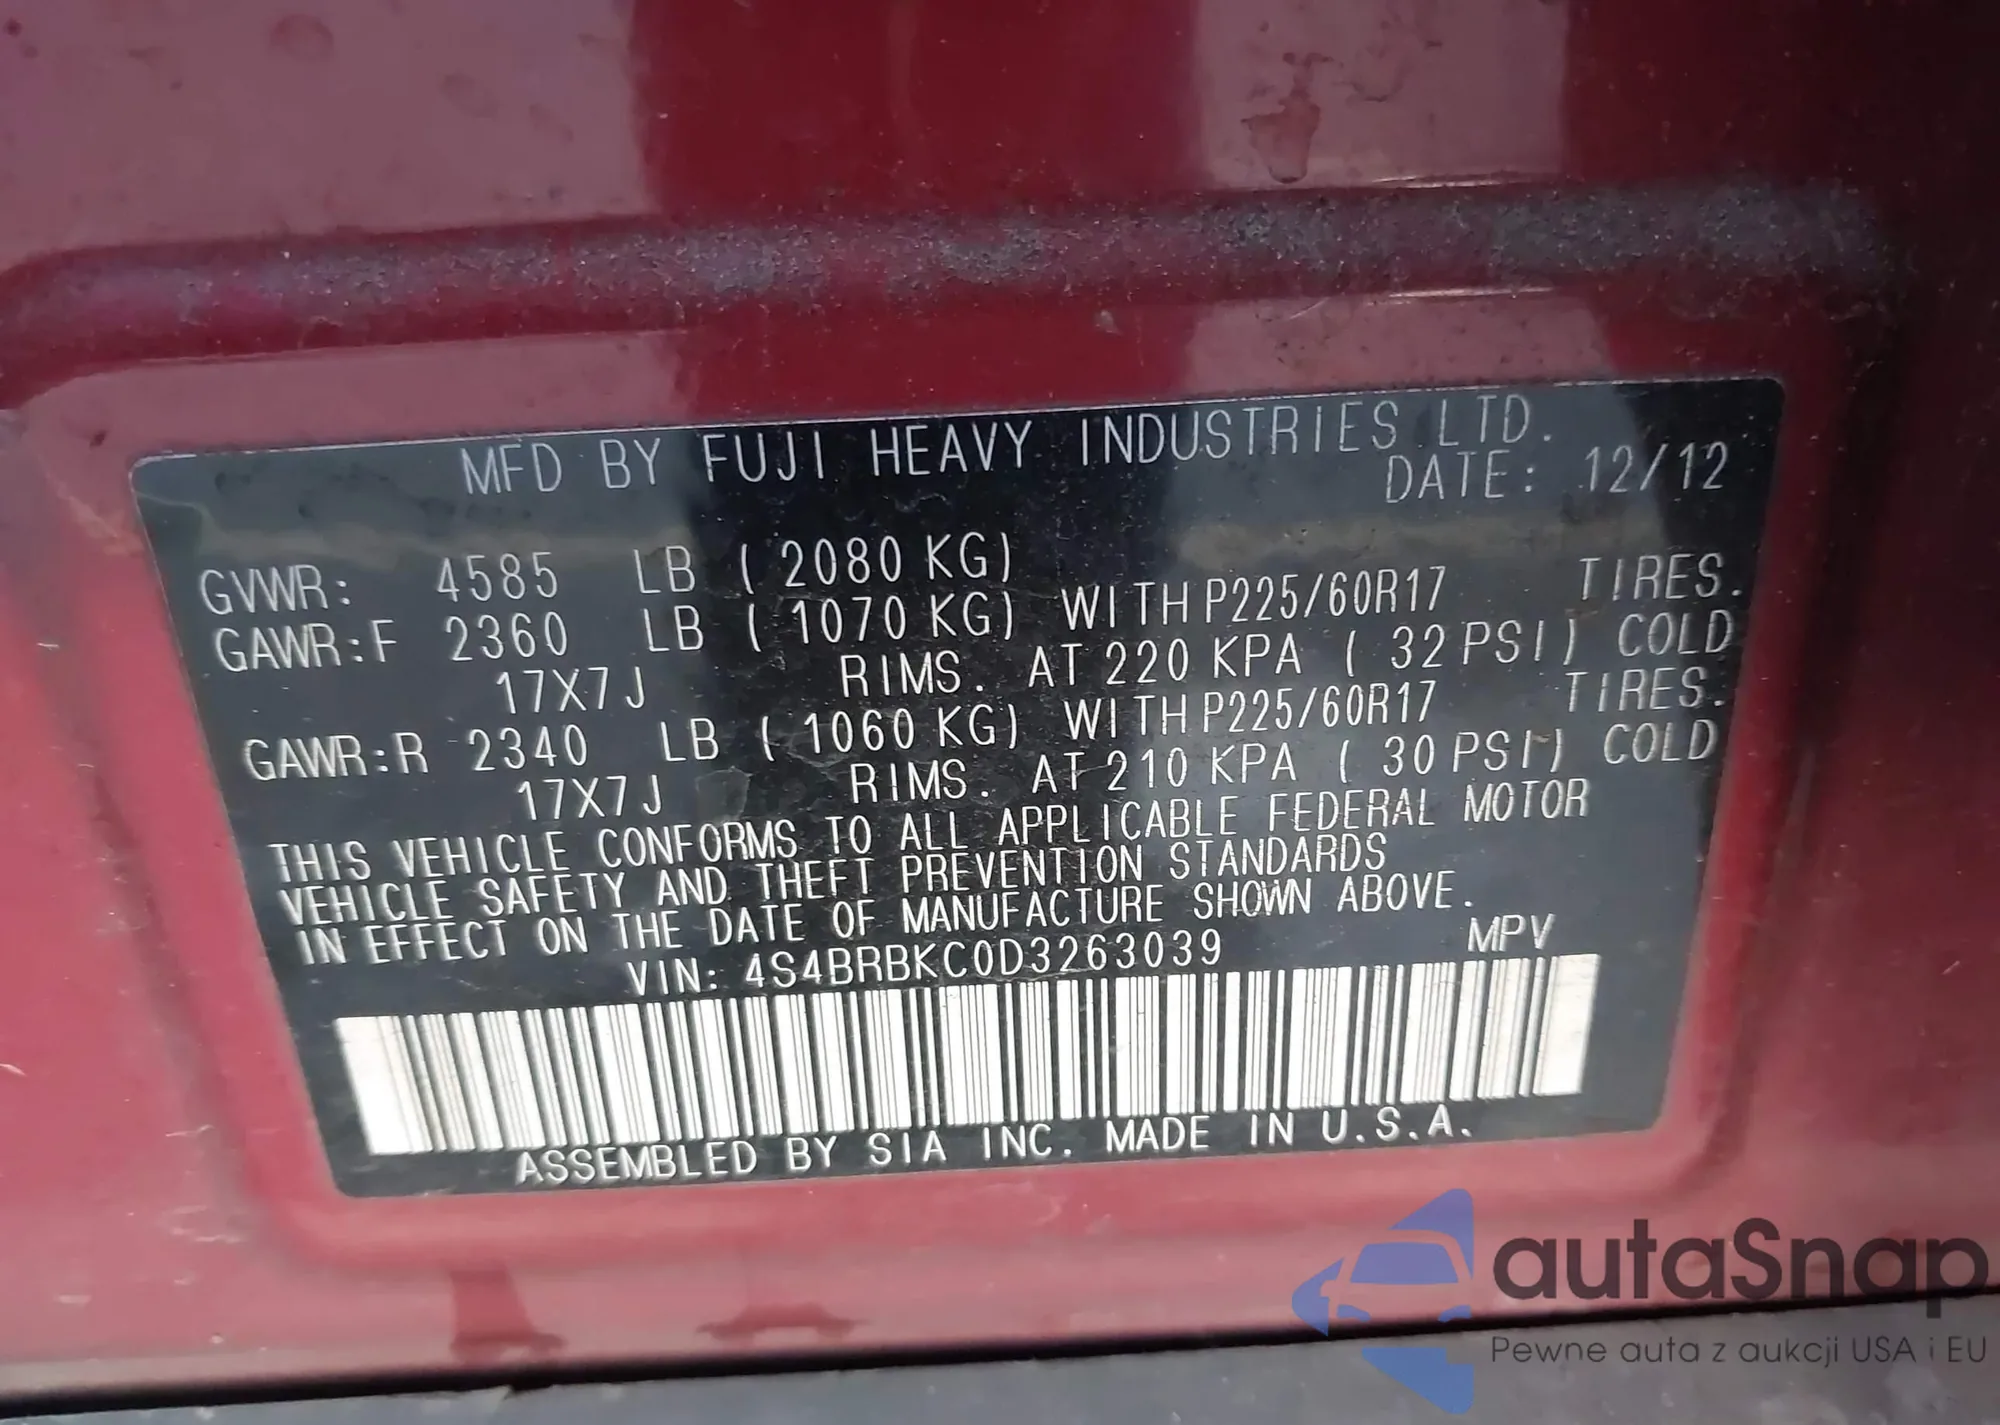 MFD BY FUJI HEAVY INDUSTRIES LTD.
DATE: 12/12
GVWR: 4585 LB ( 2080 KG)
GAWR:F 2360 LB ( 1070 KG) WITH P225/60R17 TIRES.
17X7J RIMS. AT 220 KPA ( 32 PSI) COLD
GAWR:R 2340 LB ( 1060 KG) WITH P225/60R17 TIRES.
17X7J RIMS. AT 210 KPA ( 30 PSI) COLD
THIS VEHICLE CONFORMS TO ALL APPLICABLE FEDERAL MOTOR
VEHICLE SAFETY AND THEFT PREVENTION STANDARDS
IN EFFECT ON THE DATE OF MANUFACTURE SHOWN ABOVE.
VIN: 4S4BRBKC0D3263039 MPV
ASSEMBLED BY SIA INC. MADE IN U.S.A.
autaSnap
Pewne auta z aukcji USA i EU